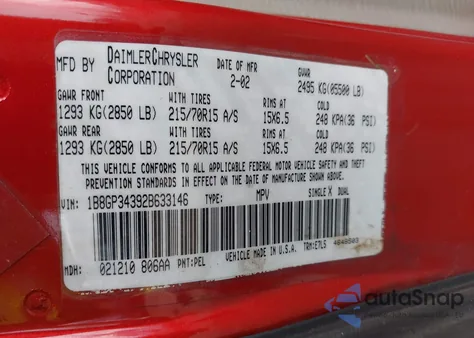 MFD BY DAIMLERCHRYSLER CORPORATION DATE OF MFR 2-02 GVWR 2495 KG(05500 LB)
GAWR FRONT WITH TIRES RIMS AT COLD
1293 KG(2850 LB) 215/70R15 A/S 15X6.5 248 KPA(36 PSI)
GAWR REAR WITH TIRES RIMS AT COLD
1293 KG(2850 LB) 215/70R15 A/S 15X6.5 248 KPA(36 PSI)
THIS VEHICLE CONFORMS TO ALL APPLICABLE FEDERAL MOTOR VEHICLE SAFETY AND THEFT PREVENTION STANDARDS IN EFFECT ON THE DATE OF MANUFACTURE SHOWN ABOVE.
VIN: 1B8GP34392B633146 TYPE: MPV SINGLE X DUAL
VEHICLE MADE IN U.S.A. 4848503
MDH: 021210 806AA PNT:PEL TRM:E7L5
autoSnap